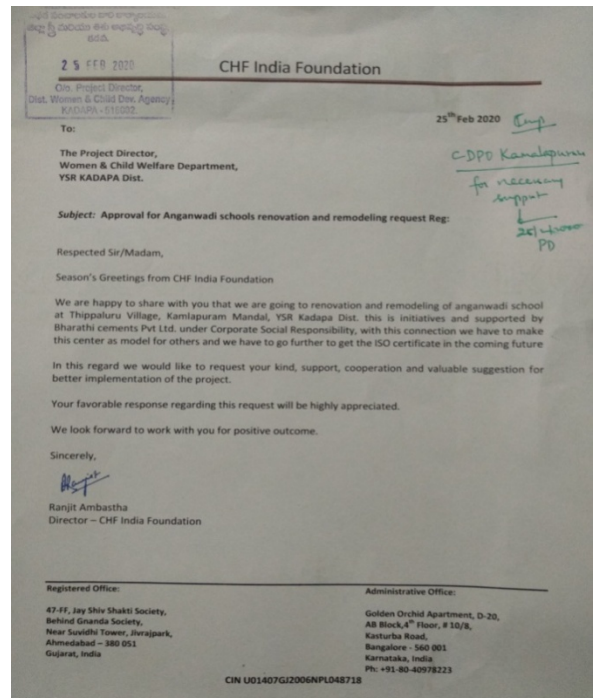 25 FEB 2020
O/o. Project Director,
Dist. Women & Child Dev. Agency
KADAPA - 516002.
CHF India Foundation
25th Feb 2020
To:
CDPO Kamalapuram
for necessary
support
PD
The Project Director,
Women & Child Welfare Department,
YSR KADAPA Dist.
Subject: Approval for Anganwadi schools renovation and remodeling request Reg:
Respected Sir/Madam,
Season's Greetings from CHF India Foundation
We are happy to share with you that we are going to renovation and remodeling of anganwadi school
at Thippaluru Village, Kamlapuram Mandal, YSR Kadapa Dist. this is initiatives and supported by
Bharathi cements Pvt Ltd. under Corporate Social Responsibility, with this connection we have to make
this center as model for others and we have to go further to get the ISO certificate in the coming future
In this regard we would like to request your kind, support, cooperation and valuable suggestion for
better implementation of the project.
Your favorable response regarding this request will be highly appreciated.
We look forward to work with you for positive outcome.
Sincerely,
Ranjit Ambastha
Director – CHF India Foundation
Registered Office:
47-FF, Jay Shiv Shakti Society,
Behind Gnanda Society,
Near Suvidhi Tower, Jivrajpark,
Ahmedabad – 380 051
Gujarat, India
Administrative Office:
Golden Orchid Apartment, D-20,
AB Block,4th Floor, # 10/8,
Kasturba Road,
Bangalore - 560 001
Karnataka, India
Ph: +91-80-40978223
CIN U01407GJ2006NPL048718